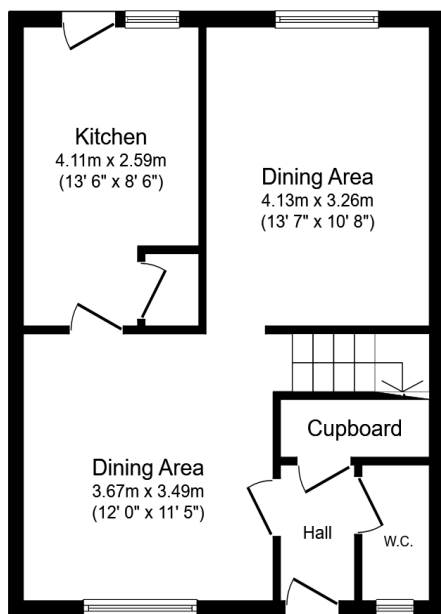 Kitchen
4.11m x 2.59m
(13' 6" x 8' 6")
Dining Area
4.13m x 3.26m
(13' 7" x 10' 8")
Cupboard
Dining Area
3.67m x 3.49m
(12' 0" x 11' 5")
Hall
W.C.